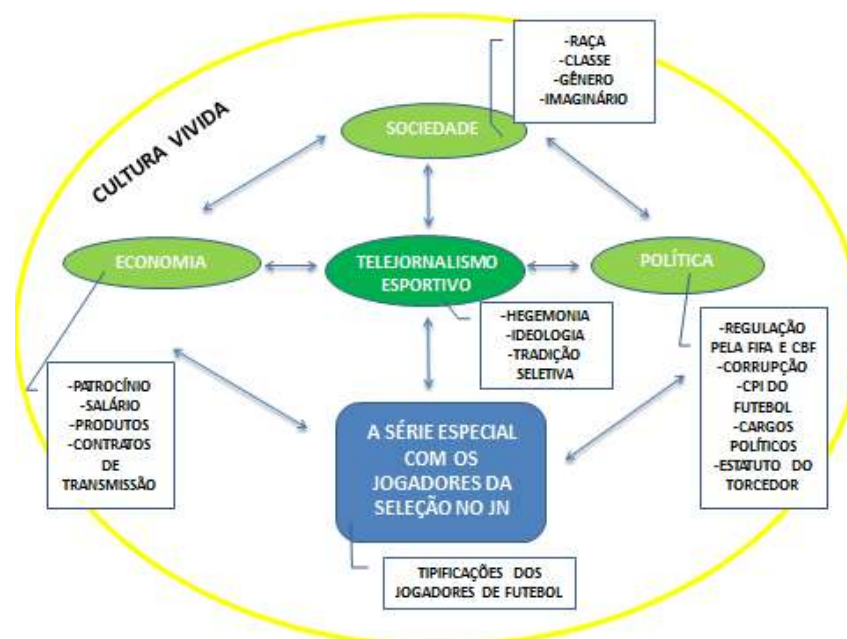 -RAÇA
-CLASSE
-GÊNERO
-IMAGINÁRIO
CULTURA VIVIDA
SOCIEDADE
ECONOMIA
TELEJORNALISMO
ESPORTIVO
POLÍTICA
-HEGEMONIA
-IDEOLOGIA
-TRADIÇÃO
SELETIVA
-REGULAÇÃO
PELA FIFA E CBF
-CORRUPÇÃO
-CPI DO
FUTEBOL
-CARGOS
POLÍTICOS
-ESTATUTO DO
TORCEDOR
-PATROCÍNIO
-SALÁRIO
-PRODUTOS
-CONTRATOS
DE
TRANSMISSÃO
A SÉRIE ESPECIAL
COM OS
JOGADORES DA
SELEÇÃO NO JN
TIPIFICAÇÕES DOS
JOGADORES DE FUTEBOL